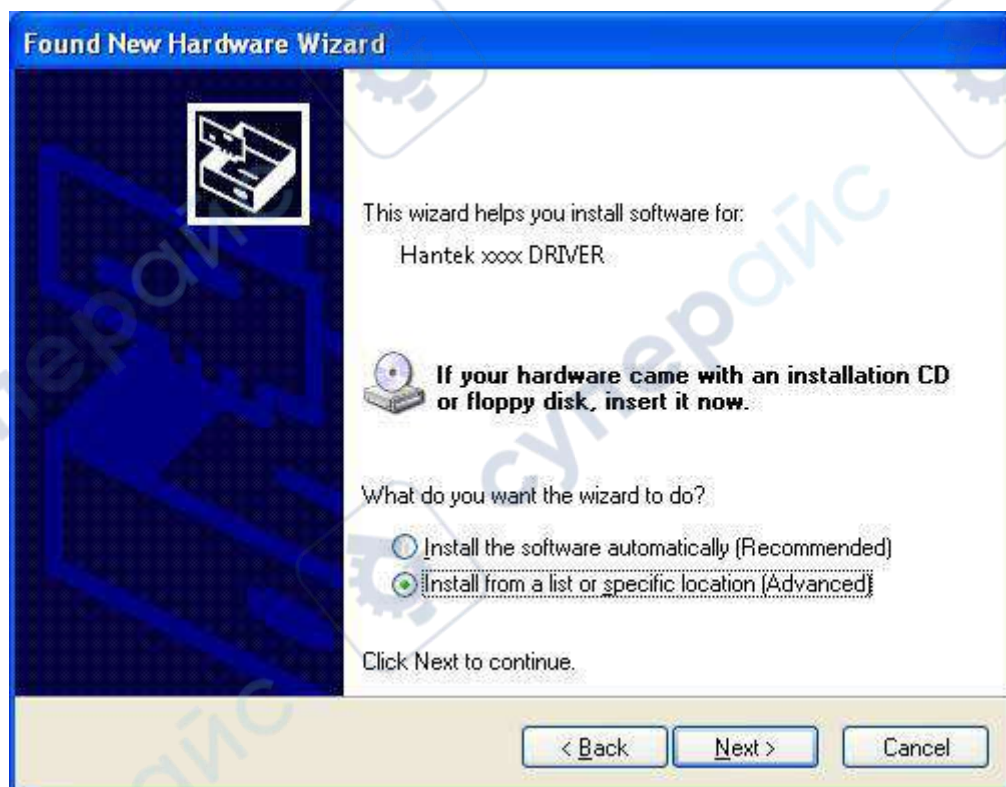 Found New Hardware Wizard
This wizard helps you install software for:
Hantek xxxx DRIVER
If your hardware came with an installation CD
or floppy disk, insert it now.
What do you want the wizard to do?
Install the software automatically (Recommended)
Install from a list or specific location (Advanced)
Click Next to continue.
< Back
Next >
Cancel
суперайс